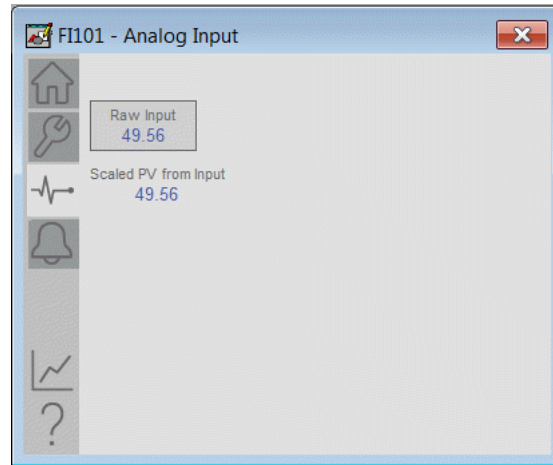 FI101 - Analog Input
Raw Input
49.56
Scaled PV from Input
49.56
?